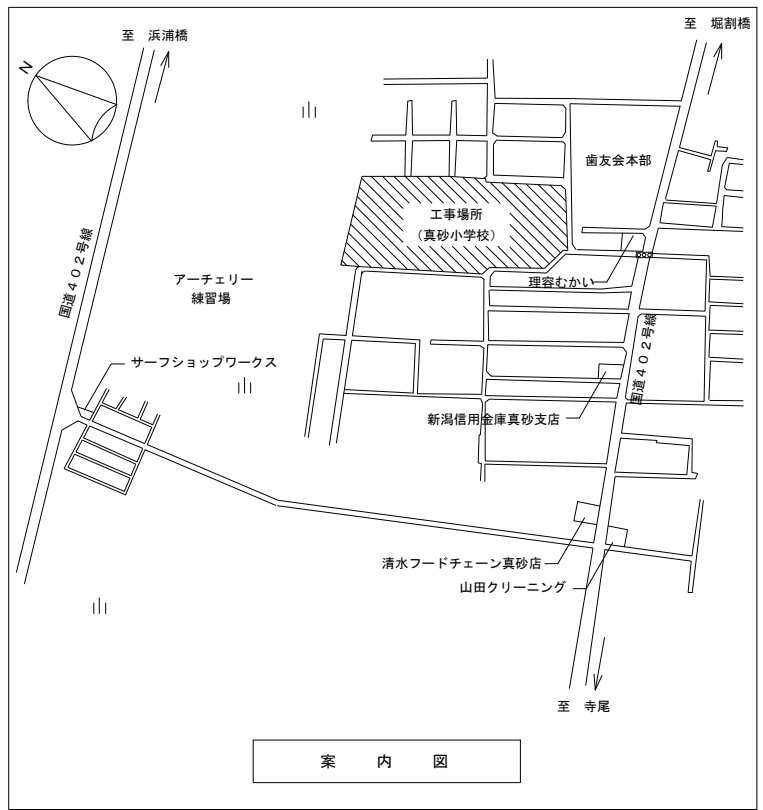 至 浜浦橋
至 堀割橋
N
歯友会本部
工事場所
（真砂小学校）
国道402号線
アーチェリー
練習場
理容むかい
国道402号線
サーフショップワークス
新潟信用金庫真砂支店
清水フードチェーン真砂店
山田クリーニング
至 寺尾
案 内 図